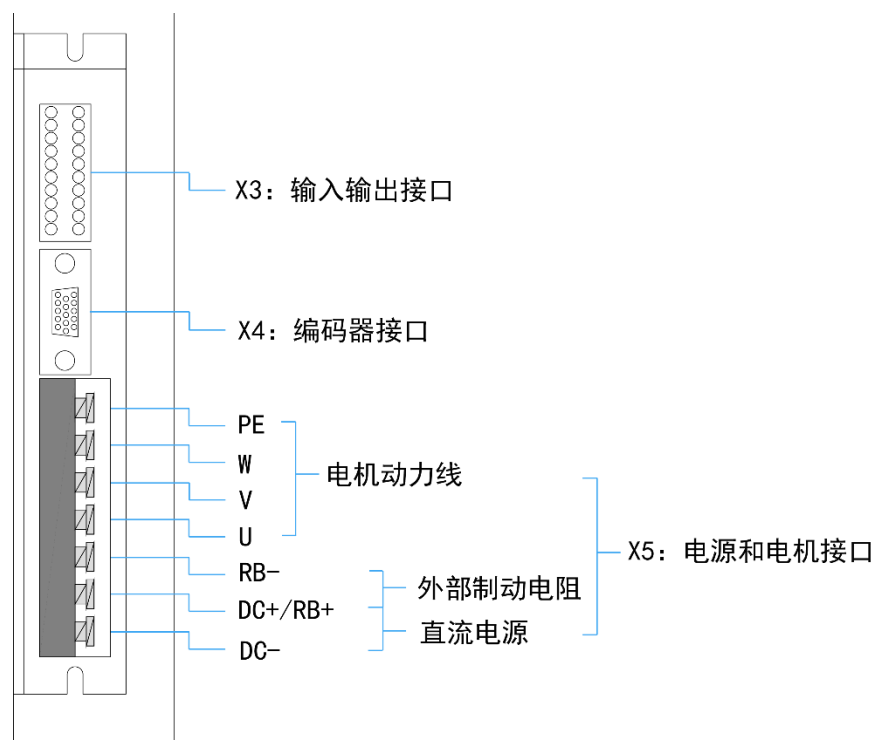 X3: 输入输出接口
X4: 编码器接口
PE
W
电机动力线
V
U
X5: 电源和电机接口
RB-
外部制动电阻
DC+/RB+
直流电源
DC-